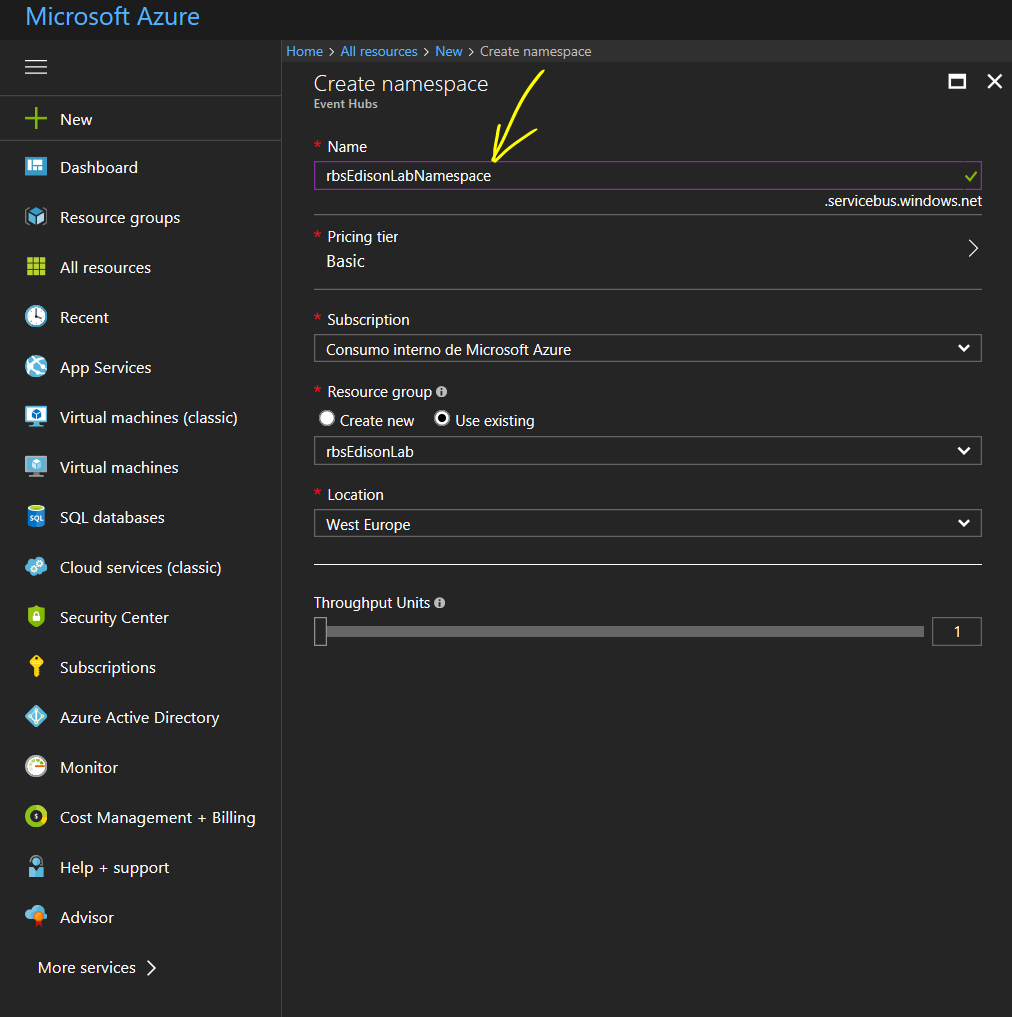 Microsoft Azure
Home > All resources > New > Create namespace
New
Dashboard
Resource groups
All resources
Recent
App Services
Virtual machines (classic)
Virtual machines
SQL databases
Cloud services (classic)
Security Center
Subscriptions
Azure Active Directory
Monitor
Cost Management + Billing
Help + support
Advisor
More services >
Create namespace
Event Hubs
* Name
rbsEdisonLabNamespace
.servicebus.windows.net
* Pricing tier
Basic
* Subscription
Consumo interno de Microsoft Azure
* Resource group
Create new Use existing
rbsEdisonLab
* Location
West Europe
Throughput Units
1